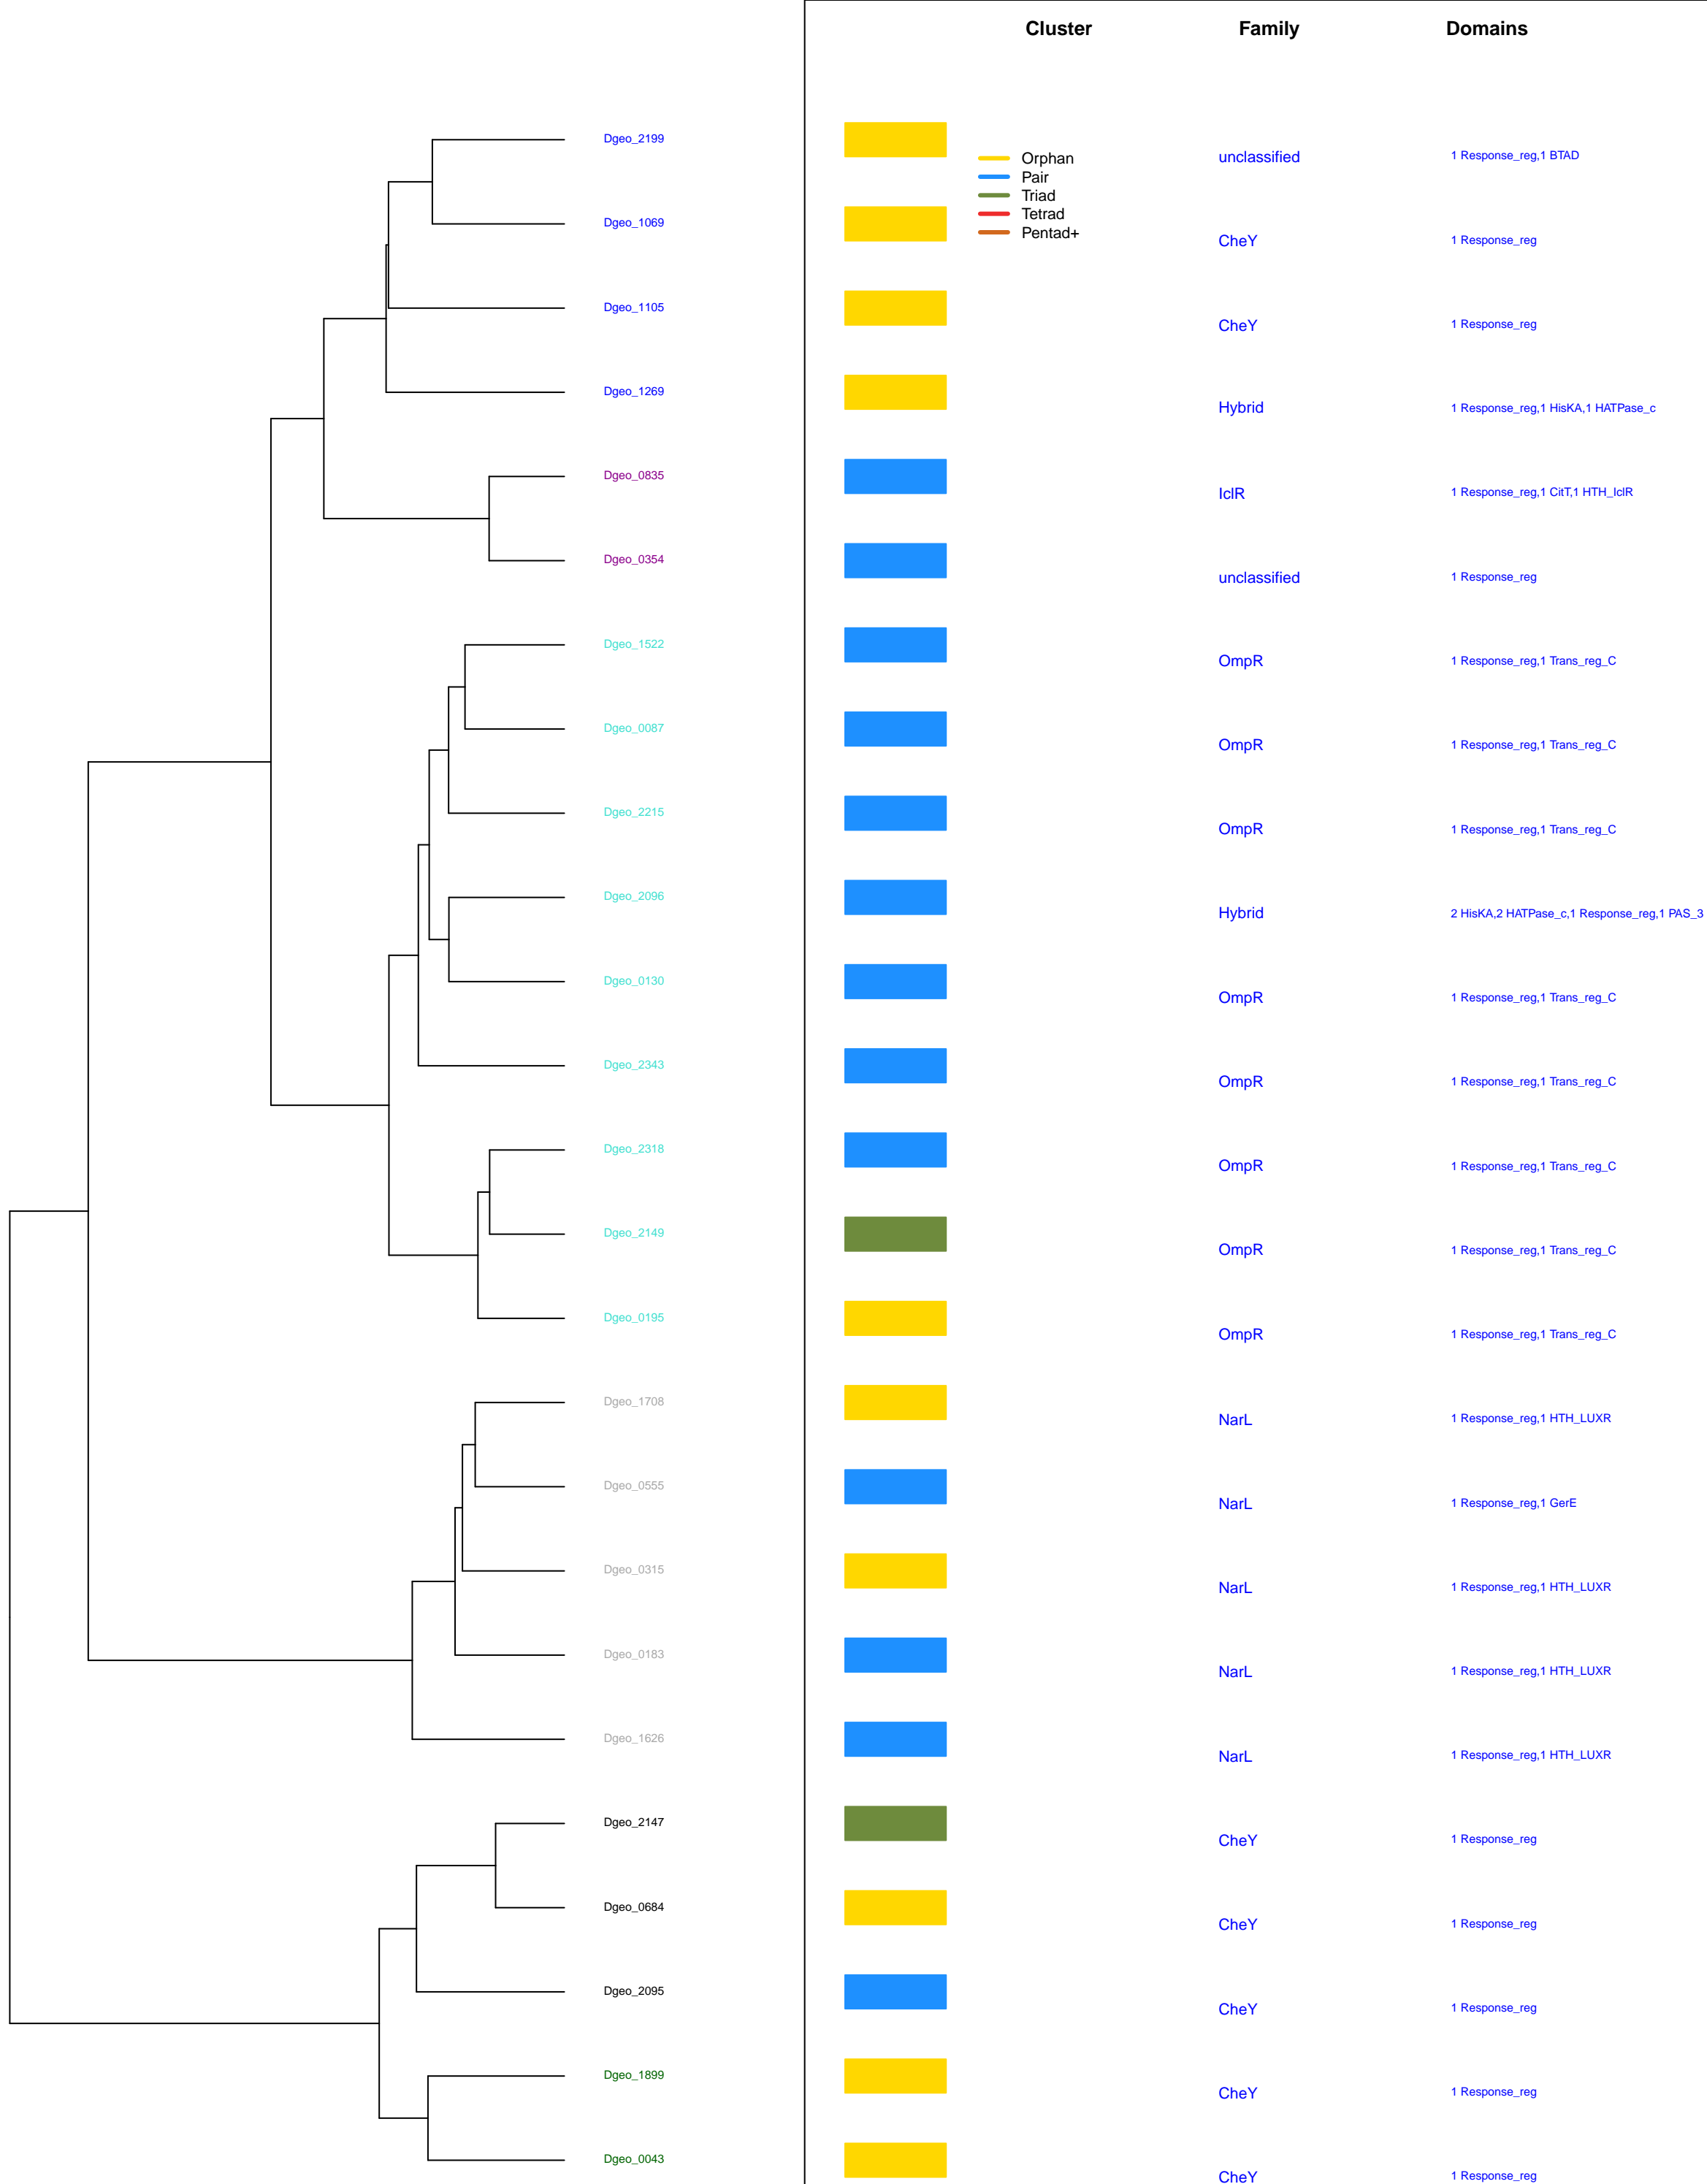 Cluster Family Domains
Dgeo_2199 unclassified 1 Response_reg,1 BTAD
Orphan
Pair
Triad
Tetrad
Pentad+
Dgeo_1069 CheY 1 Response_reg
Dgeo_1105 CheY 1 Response_reg
Dgeo_1269 Hybrid 1 Response_reg,1 HisKA,1 HATPase_c
Dgeo_0835 IclR 1 Response_reg,1 CitT,1 HTH_IclR
Dgeo_0354 unclassified 1 Response_reg
Dgeo_1522 OmpR 1 Response_reg,1 Trans_reg_C
Dgeo_0087 OmpR 1 Response_reg,1 Trans_reg_C
Dgeo_2215 OmpR 1 Response_reg,1 Trans_reg_C
Dgeo_2096 Hybrid 2 HisKA,2 HATPase_c,1 Response_reg,1 PAS_3
Dgeo_0130 OmpR 1 Response_reg,1 Trans_reg_C
Dgeo_2343 OmpR 1 Response_reg,1 Trans_reg_C
Dgeo_2318 OmpR 1 Response_reg,1 Trans_reg_C
Dgeo_2149 OmpR 1 Response_reg,1 Trans_reg_C
Dgeo_0195 OmpR 1 Response_reg,1 Trans_reg_C
Dgeo_1708 NarL 1 Response_reg,1 HTH_LUXR
Dgeo_0555 NarL 1 Response_reg,1 GerE
Dgeo_0315 NarL 1 Response_reg,1 HTH_LUXR
Dgeo_0183 NarL 1 Response_reg,1 HTH_LUXR
Dgeo_1626 NarL 1 Response_reg,1 HTH_LUXR
Dgeo_2147 CheY 1 Response_reg
Dgeo_0684 CheY 1 Response_reg
Dgeo_2095 CheY 1 Response_reg
Dgeo_1899 CheY 1 Response_reg
Dgeo_0043 CheY 1 Response_reg